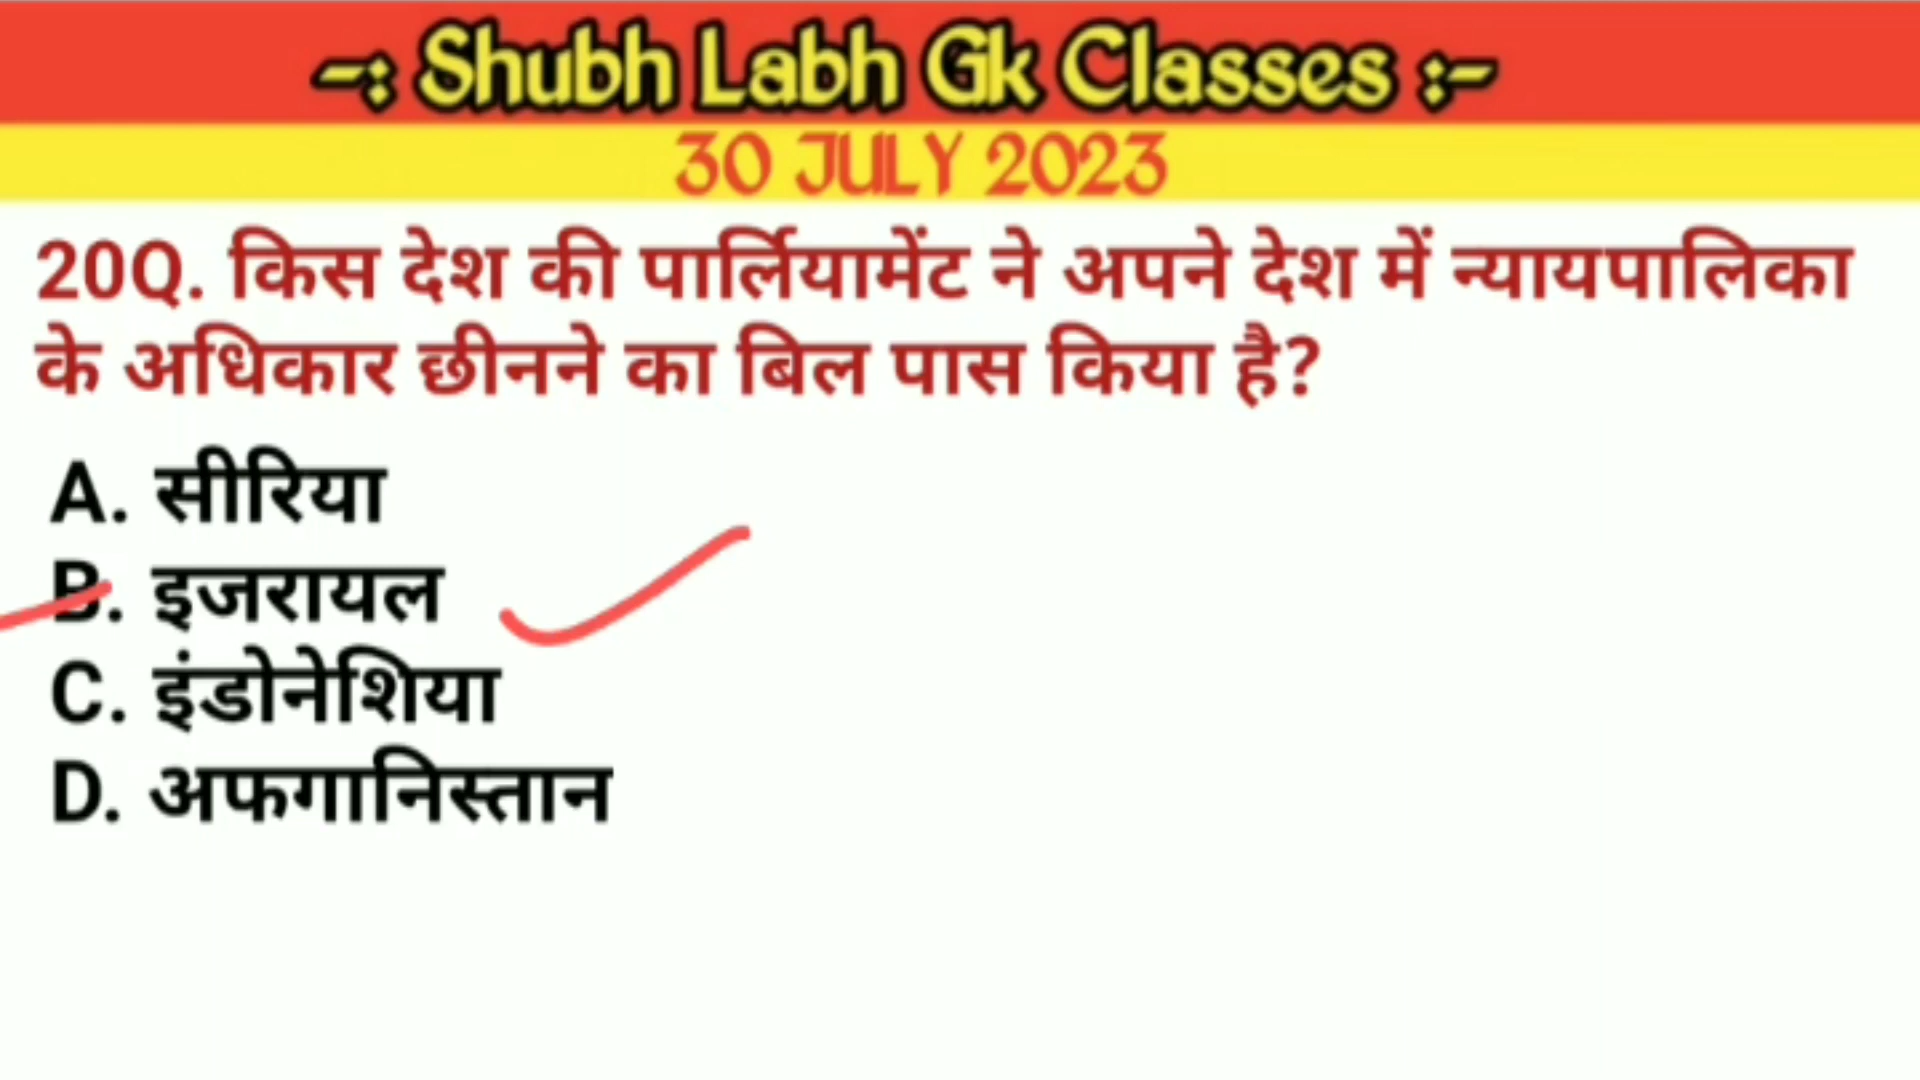 -: Shubh Labh Gk Classes :-
30 JULY 2023
20Q. किस देश की पार्लियामेंट ने अपने देश में न्यायपालिका
के अधिकार छीनने का बिल पास किया है?
A. सीरिया
B. इजरायल
C. इंडोनेशिया
D. अफगानिस्तान